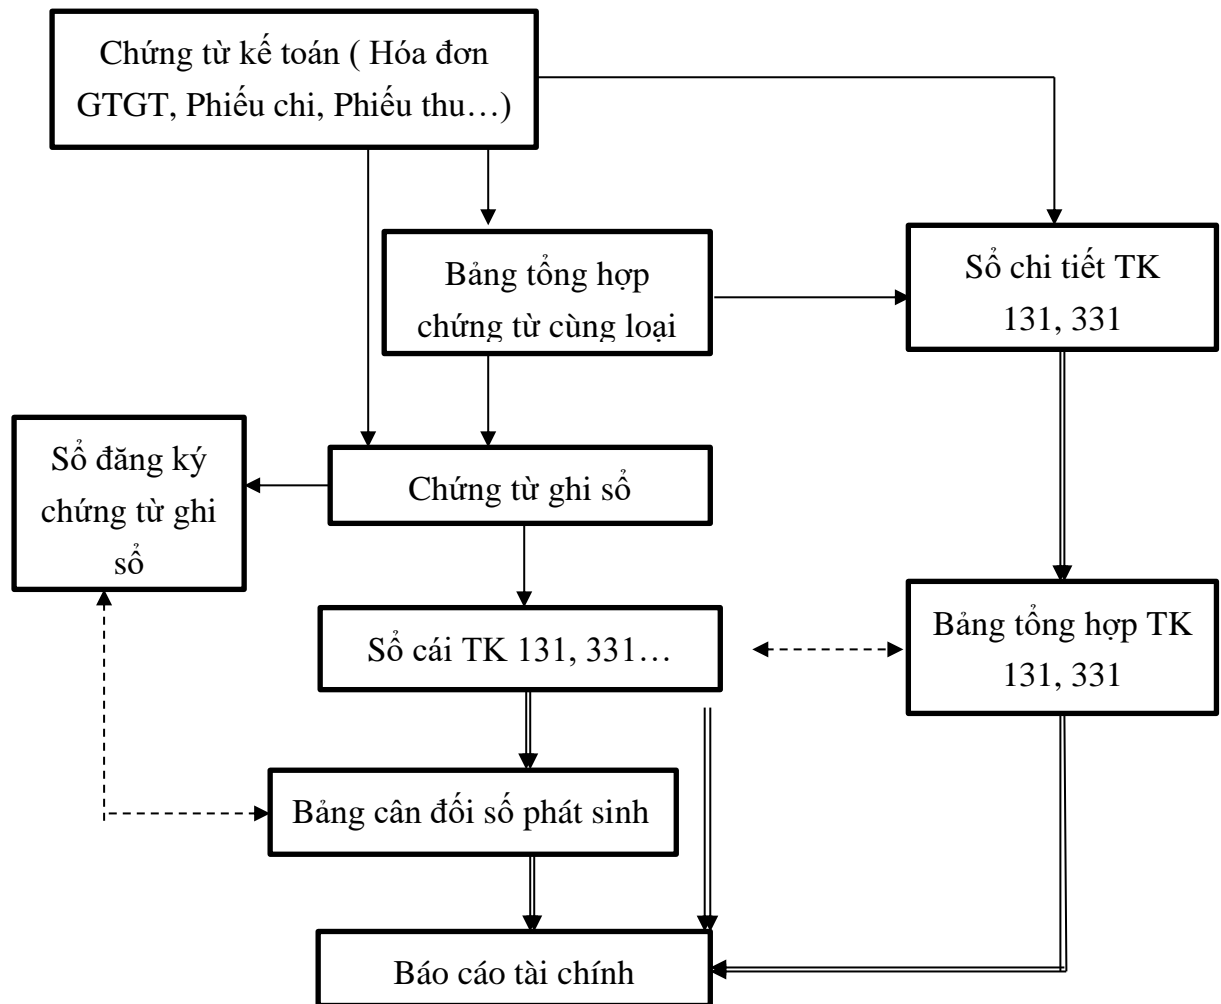 Chứng từ kế toán ( Hóa đơn
GTGT, Phiếu chi, Phiếu thu…)
Bảng tổng hợp
chứng từ cùng loại
Sổ chi tiết TK
131, 331
Sổ đăng ký
chứng từ ghi
sổ
Chứng từ ghi sổ
Sổ cái TK 131, 331…
Bảng tổng hợp TK
131, 331
Bảng cân đối số phát sinh
Báo cáo tài chính